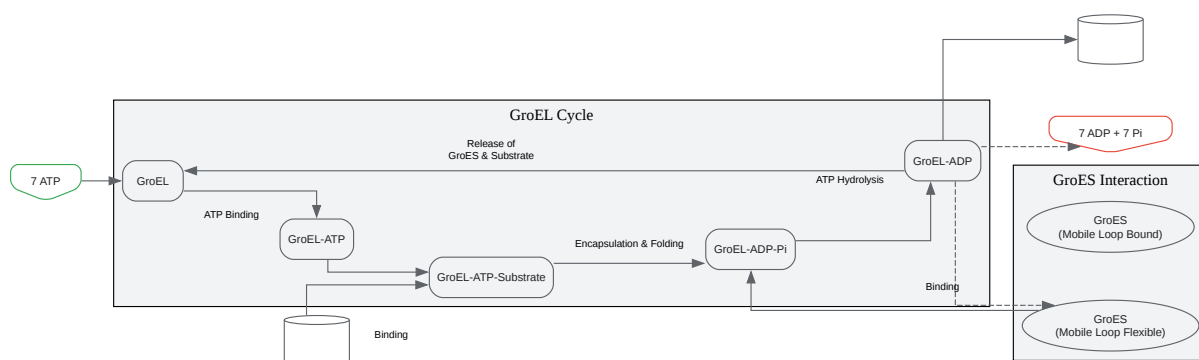 GroEL Cycle
Release of
GroES & Substrate
7 ADP + 7 Pi
GroEL-ADP
7 ATP
GroEL
ATP Hydrolysis
GroES Interaction
ATP Binding
GroES
(Mobile Loop Bound)
GroEL-ATP
Encapsulation & Folding
GroEL-ADP-Pi
GroEL-ATP-Substrate
Binding
GroES
(Mobile Loop Flexible)
Binding